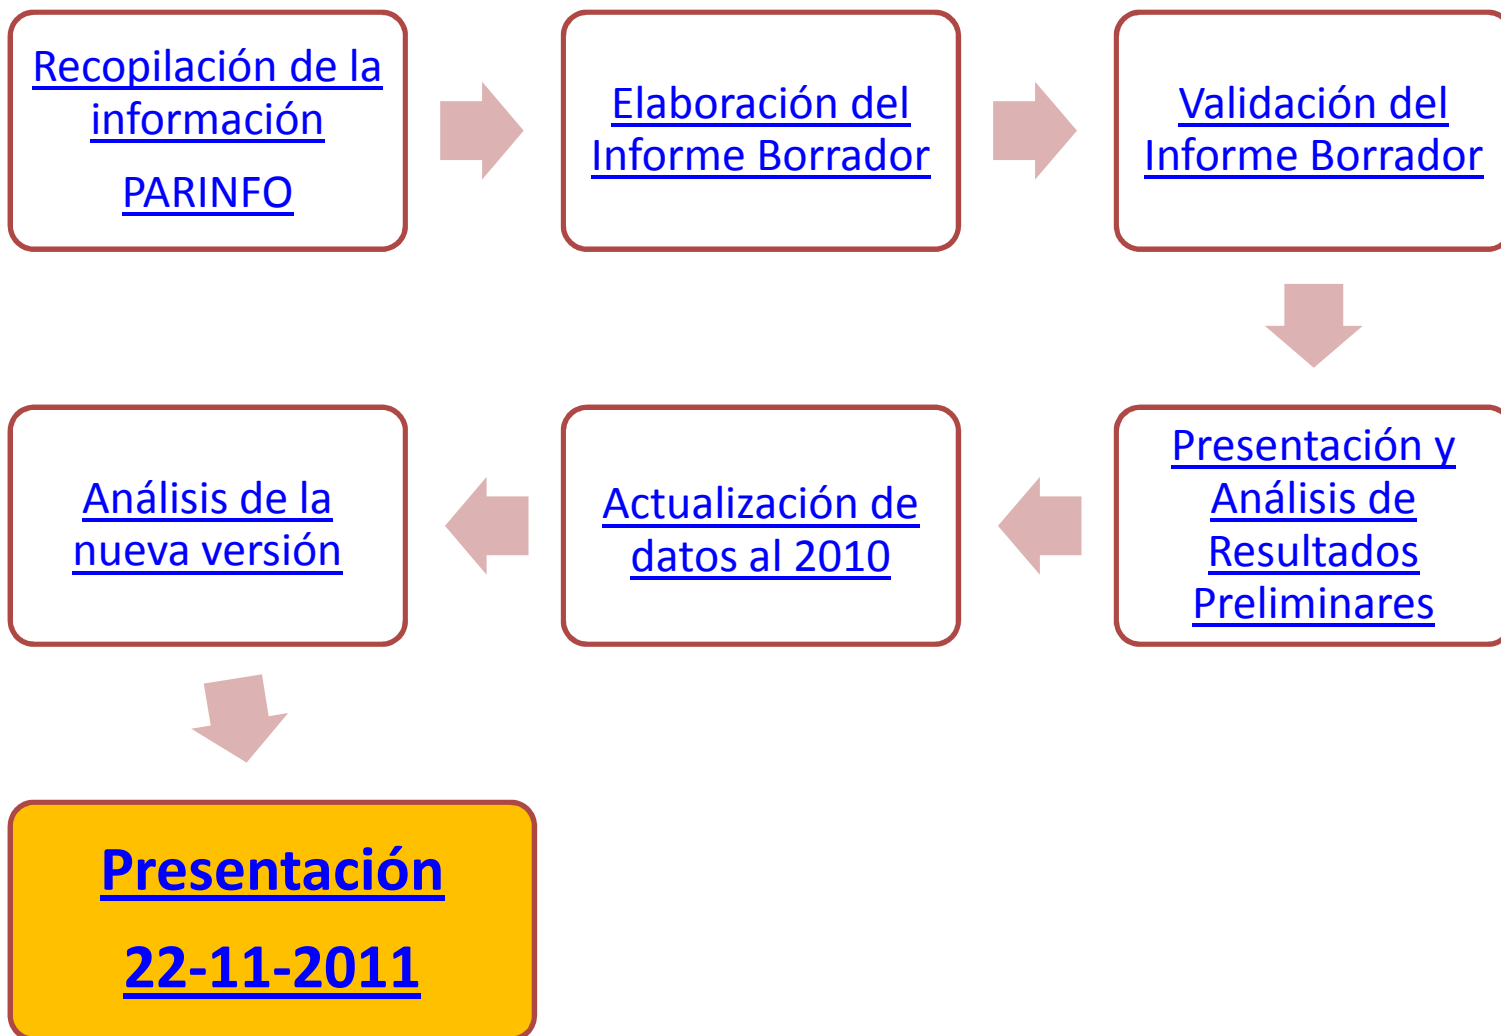 Recopilación de la
información
PARINFO
Elaboración del
Informe Borrador
Validación del
Informe Borrador
Presentación y
Análisis de
Resultados
Preliminares
Actualización de
datos al 2010
Análisis de la
nueva versión
Presentación
22-11-2011